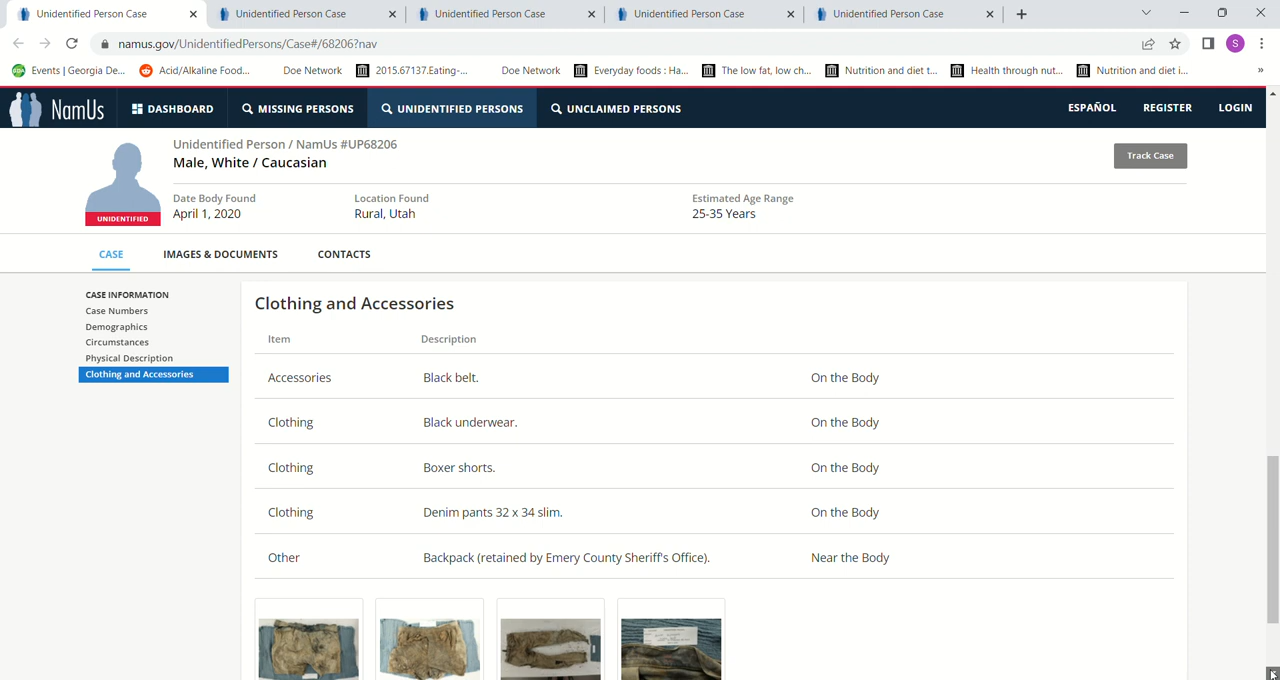 Unidentified Person Case
Unidentified Person Case
Unidentified Person Case
Unidentified Person Case
Unidentified Person Case
namus.gov/UnidentifiedPersons/Case#/68206?nav
S
Events | Georgia De...
Acid/Alkaline Food...
Doe Network
2015.67137.Eating-...
Doe Network
Everyday foods : Ha...
The low fat, low ch...
Nutrition and diet t...
Health through nut...
Nutrition and diet i...
»
NamUs
DASHBOARD
MISSING PERSONS
UNIDENTIFIED PERSONS
UNCLAIMED PERSONS
ESPAÑOL
REGISTER
LOGIN
Unidentified Person / NamUs #UP68206
Male, White / Caucasian
Track Case
UNIDENTIFIED
Date Body Found
April 1, 2020
Location Found
Rural, Utah
Estimated Age Range
25-35 Years
CASE
IMAGES & DOCUMENTS
CONTACTS
CASE INFORMATION
Case Numbers
Demographics
Circumstances
Physical Description
Clothing and Accessories
Clothing and Accessories
Item Description
Accessories Black belt. On the Body
Clothing Black underwear. On the Body
Clothing Boxer shorts. On the Body
Clothing Denim pants 32 x 34 slim. On the Body
Other Backpack (retained by Emery County Sheriff's Office). Near the Body